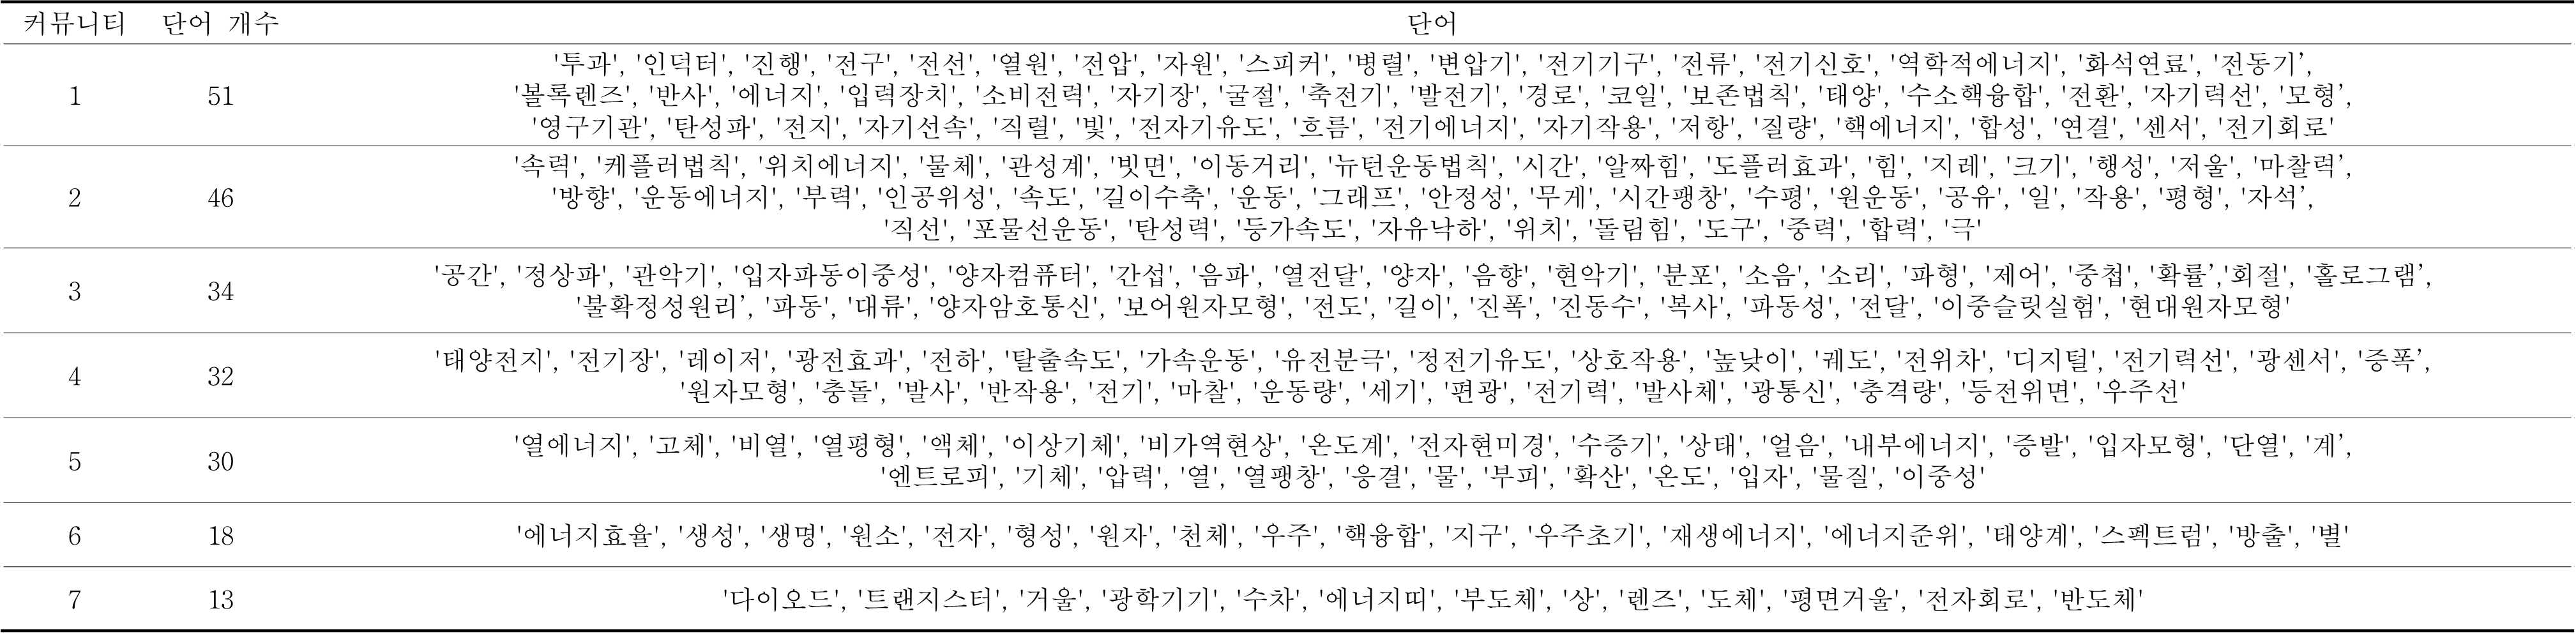 커뮤니티 단어 개수 단어
1 51 '투과', '인덕터', '진행', '전구', '전선', '열원', '전압', '자원', '스피커', '병렬', '변압기', '전기기구', '전류', '전기신호', '역학적에너지', '화석연료', '전동기’,
'볼록렌즈', '반사', '에너지', '입력장치', '소비전력', '자기장', '굴절', '축전기', '발전기', '경로', '코일', '보존법칙', '태양', '수소핵융합', '전환', '자기력선', '모형’,
'영구기관', '탄성파', '전지', '자기선속', '직렬', '빛', '전자기유도', '흐름', '전기에너지', '자기작용', '저항', '질량', '핵에너지', '합성', '연결', '센서', '전기회로'
2 46 '속력', '케플러법칙', '위치에너지', '물체', '관성계', '빗면', '이동거리', '뉴턴운동법칙', '시간', '알짜힘', '도플러효과', '힘', '지레', '크기', '행성', '저울', '마찰력’,
'방향', '운동에너지', '부력', '인공위성', '속도', '길이수축', '운동', '그래프', '안정성', '무게', '시간팽창', '수평', '원운동', '공유', '일', '작용', '평형', '자석’,
'직선', '포물선운동', '탄성력', '등가속도', '자유낙하', '위치', '돌림힘', '도구', '중력', '합력', '극'
3 34 '공간', '정상파', '관악기', '입자파동이중성', '양자컴퓨터', '간섭', '음파', '열전달', '양자', '음향', '현악기', '분포', '소음', '소리', '파형', '제어', '중첩', '확률’,'회절', '홀로그램’,
'불확정성원리’, '파동', '대류', '양자암호통신', '보어원자모형', '전도', '길이', '진폭', '진동수', '복사', '파동성', '전달', '이중슬릿실험', '현대원자모형'
4 32 '태양전지', '전기장', '레이저', '광전효과', '전하', '탈출속도', '가속운동', '유전분극', '정전기유도', '상호작용', '높낮이', '궤도', '전위차', '디지털', '전기력선', '광센서', '증폭’,
'원자모형', '충돌', '발사', '반작용', '전기', '마찰', '운동량', '세기', '편광', '전기력', '발사체', '광통신', '충격량', '등전위면', '우주선'
5 30 '열에너지', '고체', '비열', '열평형', '액체', '이상기체', '비가역현상', '온도계', '전자현미경', '수증기', '상태', '얼음', '내부에너지', '증발', '입자모형', '단열', '계’,
'엔트로피', '기체', '압력', '열', '열팽창', '응결', '물', '부피', '확산', '온도', '입자', '물질', '이중성'
6 18 '에너지효율', '생성', '생명', '원소', '전자', '형성', '원자', '천체', '우주', '핵융합', '지구', '우주초기', '재생에너지', '에너지준위', '태양계', '스펙트럼', '방출', '별'
7 13 '다이오드', '트랜지스터', '거울', '광학기기', '수차', '에너지띠', '부도체', '상', '렌즈', '도체', '평면거울', '전자회로', '반도체'